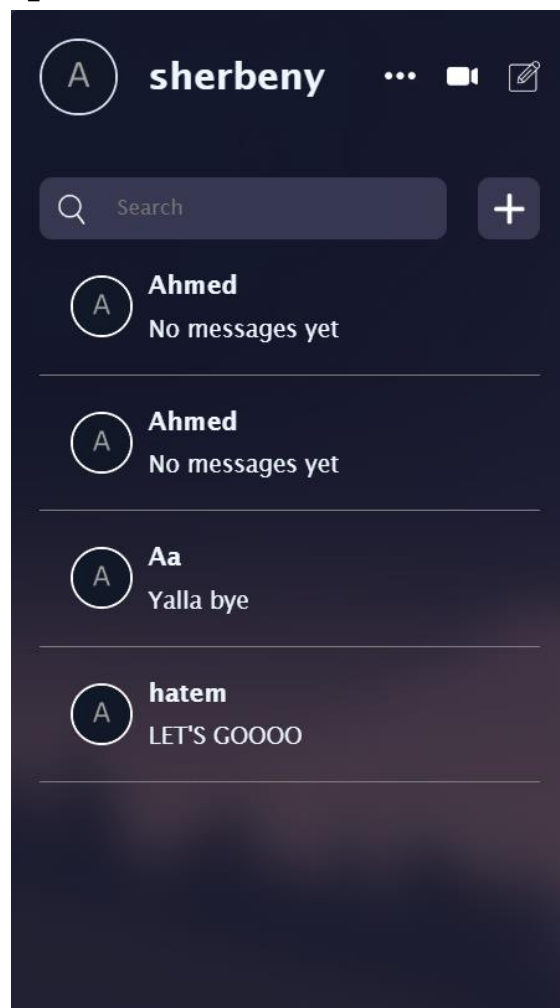 A sherbeny
Search
A Ahmed
No messages yet
A Ahmed
No messages yet
A Aa
Yalla bye
A hatem
LET'S GOOOO